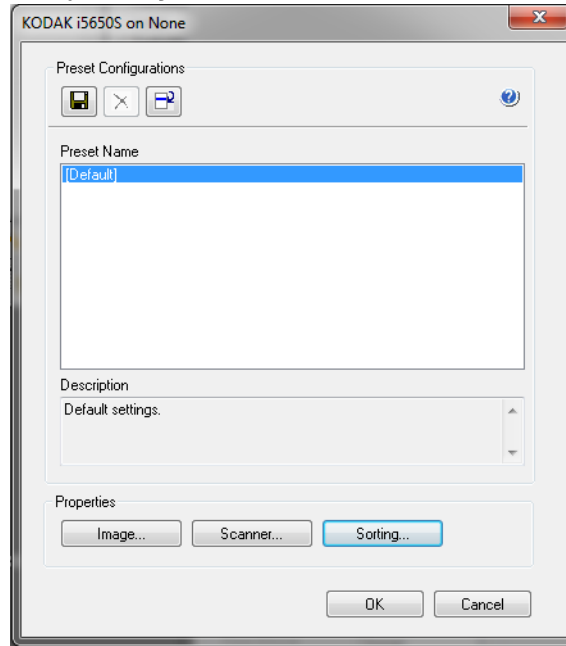 KODAK i5650S on None
Preset Configurations
Preset Name
[Default]
Description
Default settings.
Properties
Image...
Scanner...
Sorting...
OK
Cancel